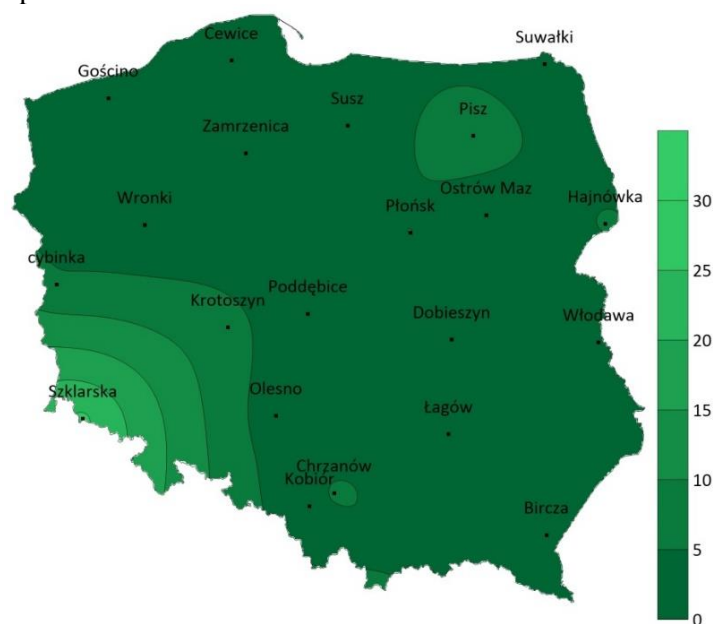 Cewice
Suwałki
Gościno
Susz
Pisz
Zamrzenica
Ostrów Maz
Hajnówka
Wronki
Płońsk
cybinka
Poddębice
Krotoszyn
Dobieszyn
Włodawa
Szklarska
Olesno
Łagów
Chrzanów
Kobiór
Bircza
30
25
20
15
10
5
0